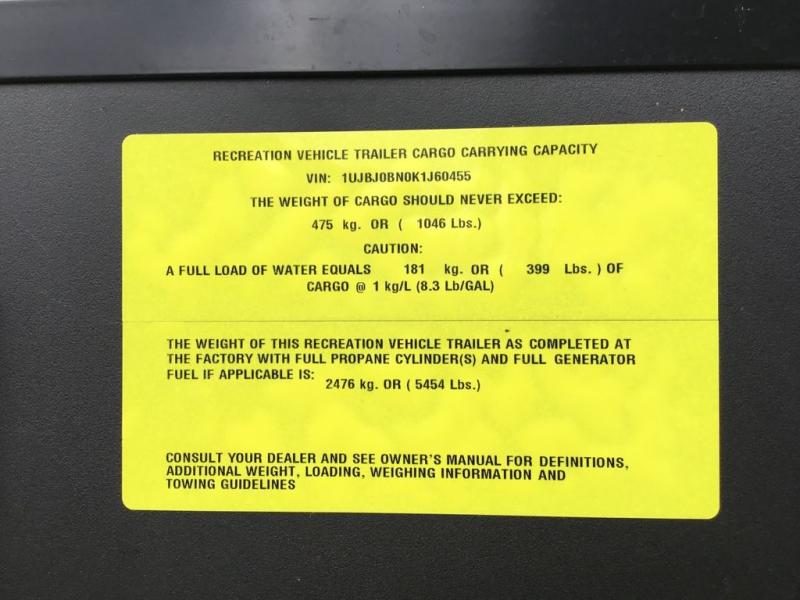 RECREATION VEHICLE TRAILER CARGO CARRYING CAPACITY
VIN: 1UJBJ0BN0K1J60455
THE WEIGHT OF CARGO SHOULD NEVER EXCEED:
475 kg. OR ( 1046 Lbs.)
CAUTION:
A FULL LOAD OF WATER EQUALS 181 kg. OR ( 399 Lbs. ) OF
CARGO @ 1 kg/L (8.3 Lb/GAL)
THE WEIGHT OF THIS RECREATION VEHICLE TRAILER AS COMPLETED AT
THE FACTORY WITH FULL PROPANE CYLINDER(S) AND FULL GENERATOR
FUEL IF APPLICABLE IS: 2476 kg. OR ( 5454 Lbs.)
CONSULT YOUR DEALER AND SEE OWNER'S MANUAL FOR DEFINITIONS,
ADDITIONAL WEIGHT, LOADING, WEIGHING INFORMATION AND
TOWING GUIDELINES